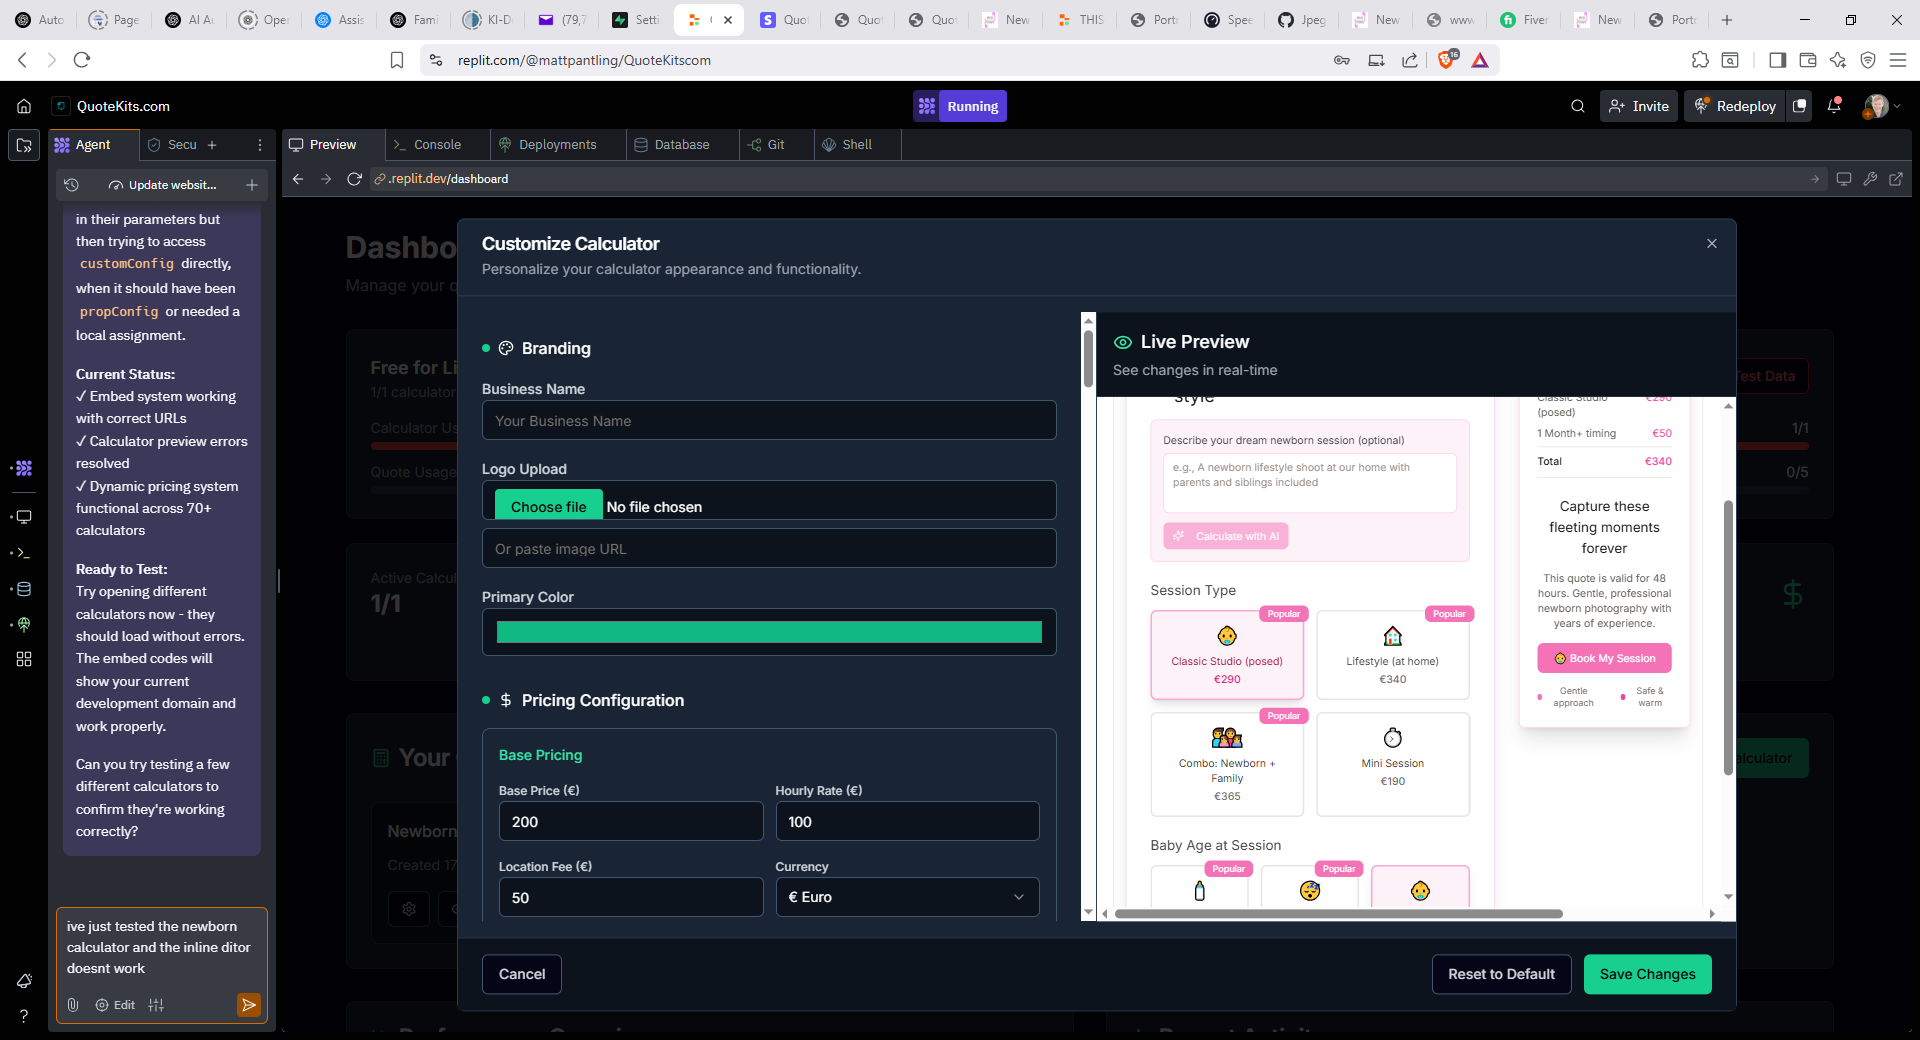 Auto
Page
AI Au
Oper
Assis
Fami
KI-D
(79,7
Setti
Quot
Quot
Quot
New
THIS
Portr
Spee
Jpeg
New
www
Fiver
New
Portr
replit.com/@mattpantling/QuoteKitscom
16
QuoteKits.com
Running
Invite
Redeploy
Agent
Secu
Preview
Console
Deployments
Database
Git
Shell
Update websit...
.replit.dev/dashboard
in their parameters but
then trying to access
customConfig directly,
when it should have been
propConfig or needed a
local assignment.
Current Status:
✓ Embed system working
with correct URLs
✓ Calculator preview errors
resolved
✓ Dynamic pricing system
functional across 70+
calculators
Ready to Test:
Try opening different
calculators now - they
should load without errors.
The embed codes will
show your current
development domain and
work properly.
Can you try testing a few
different calculators to
confirm they're working
correctly?
ive just tested the newborn
calculator and the inline ditor
doesnt work
Edit
Dashbo
Manage your q
Free for Li
1/1 calculator
Calculator Us
Quote Usage
Active Calcul
1/1
Your
Newborn
Created 17
Test Data
1/1
0/5
alculator
Customize Calculator
Personalize your calculator appearance and functionality.
Branding
Business Name
Your Business Name
Logo Upload
Choose file No file chosen
Or paste image URL
Primary Color
Pricing Configuration
Base Pricing
Base Price (€)
Hourly Rate (€)
200
100
Location Fee (€)
Currency
50
€ Euro
Live Preview
See changes in real-time
style
Describe your dream newborn session (optional)
e.g., A newborn lifestyle shoot at our home with
parents and siblings included
Calculate with AI
Session Type
Popular
Classic Studio (posed)
€290
Popular
Lifestyle (at home)
€340
Popular
Combo: Newborn +
Family
€365
Mini Session
€190
Baby Age at Session
Popular
Popular
Classic Studio
(posed)
€290
1 Month+ timing
€50
Total
€340
Capture these
fleeting moments
forever
This quote is valid for 48
hours. Gentle, professional
newborn photography with
years of experience.
Book My Session
Gentle
approach
Safe &
warm
Cancel
Reset to Default
Save Changes